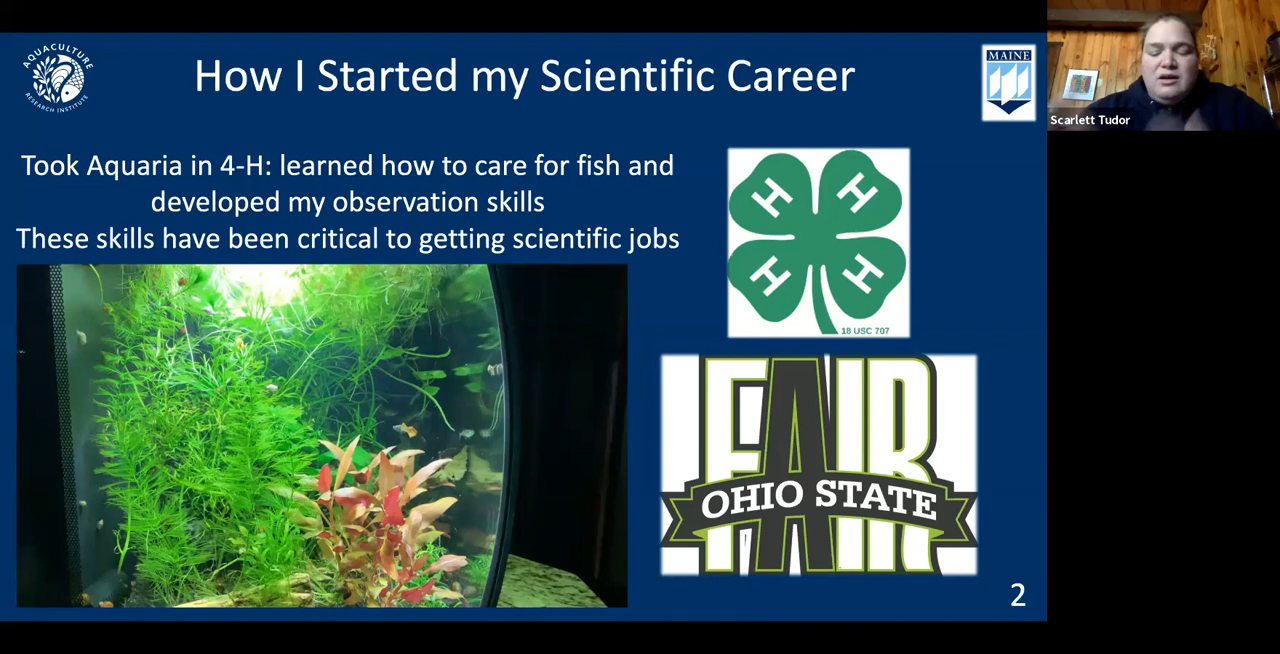 AQUACULTURE
RESEARCH INSTITUTE
How I Started my Scientific Career
MAINE
Scarlett Tudor
Took Aquaria in 4-H: learned how to care for fish and
developed my observation skills
These skills have been critical to getting scientific jobs
H H
H H
18 USC 707
FAIR
OHIO STATE
2